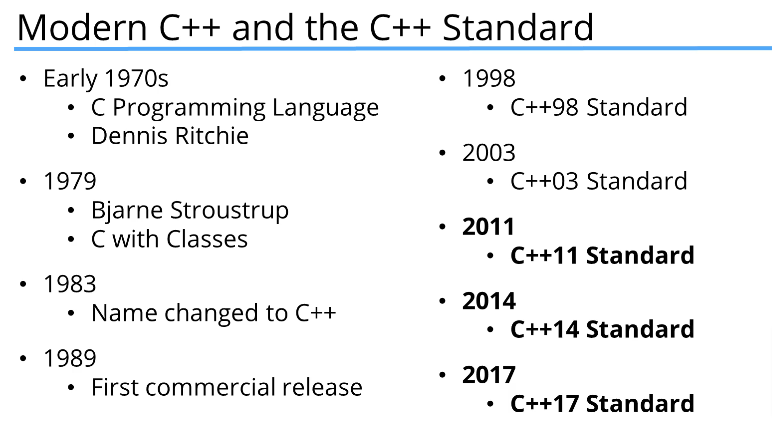 Modern C++ and the C++ Standard
• Early 1970s
• C Programming Language
• Dennis Ritchie
• 1979
• Bjarne Stroustrup
• C with Classes
• 1983
• Name changed to C++
• 1989
• First commercial release
• 1998
• C++98 Standard
• 2003
• C++03 Standard
• 2011
• C++11 Standard
• 2014
• C++14 Standard
• 2017
• C++17 Standard